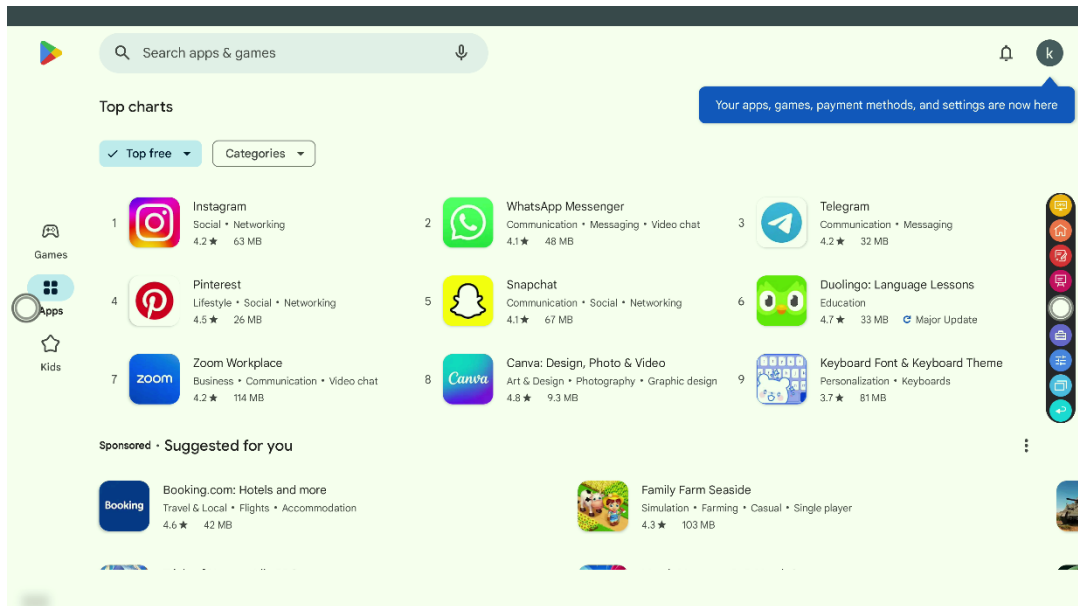 Search apps & games
k
Your apps, games, payment methods, and settings are now here
Top charts
Top free
Categories
Games
Apps
Kids
1
Instagram
Social • Networking
4.2★ 63 MB
2
WhatsApp Messenger
Communication • Messaging • Video chat
4.1★ 48 MB
3
Telegram
Communication • Messaging
4.2★ 32 MB
4
Pinterest
Lifestyle • Social • Networking
4.5★ 26 MB
5
Snapchat
Communication • Social • Networking
4.1★ 67 MB
6
Duolingo: Language Lessons
Education
4.7★ 33 MB Major Update
7
zoom
Zoom Workplace
Business • Communication • Video chat
4.2★ 114 MB
8
Canva
Canva: Design, Photo & Video
Art & Design • Photography • Graphic design
4.8★ 9.3 MB
9
Keyboard Font & Keyboard Theme
Personalization • Keyboards
3.7★ 81 MB
Sponsored • Suggested for you
Booking
Booking.com: Hotels and more
Travel & Local • Flights • Accommodation
4.6★ 42 MB
Family Farm Seaside
Simulation • Farming • Casual • Single player
4.3★ 103 MB